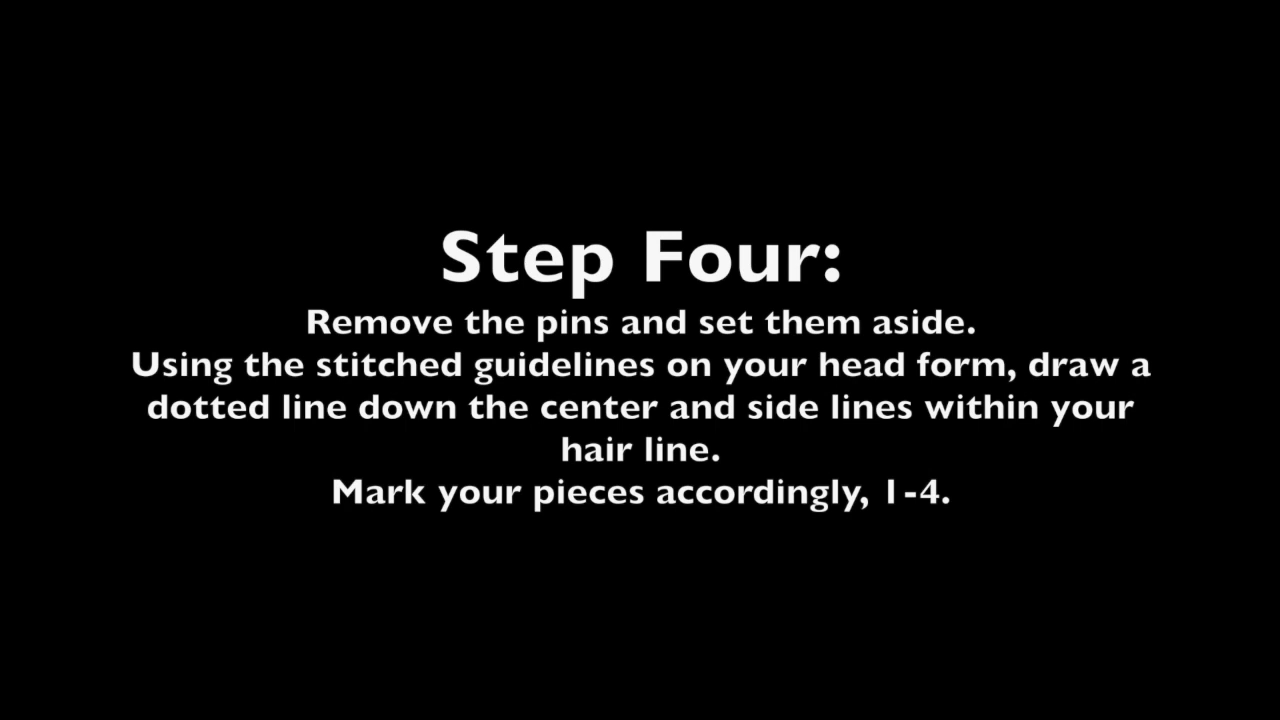 Step Four:
Remove the pins and set them aside.
Using the stitched guidelines on your head form, draw a
dotted line down the center and side lines within your
hair line.
Mark your pieces accordingly, 1-4.